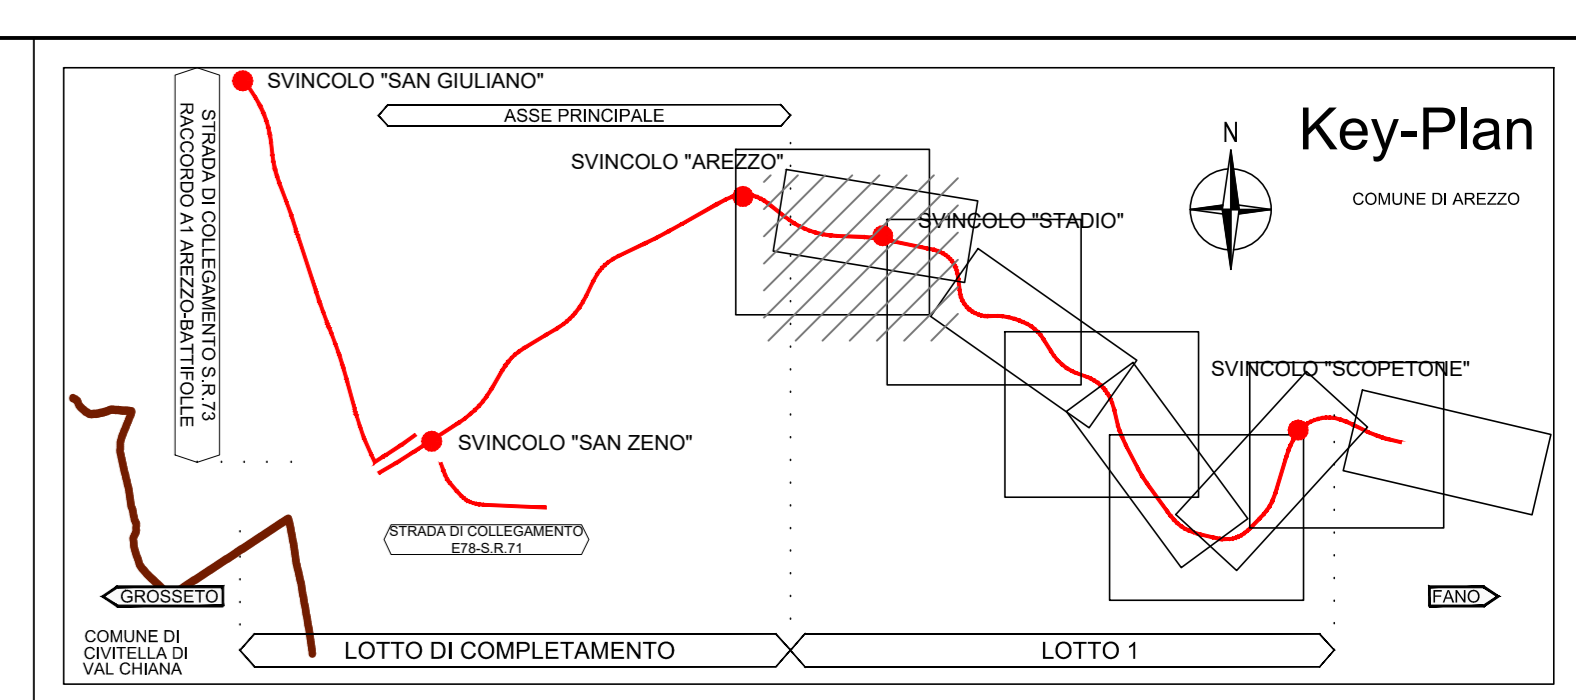 SVINCOLO "SAN GIULIANO"
STRADA DI COLLEGAMENTO S.R.73
RACCORDO A1 AREZZO-BATTIFOLLE
ASSE PRINCIPALE
Key-Plan
N
SVINCOLO "AREZZO"
COMUNE DI AREZZO
SVINCOLO "STADIO"
SVINCOLO "SCOPETONE"
SVINCOLO "SAN ZENO"
STRADA DI COLLEGAMENTO
E78-S.R.71
GROSSETO
FANO
COMUNE DI
CIVITELLA DI
VAL CHIANA
LOTTO DI COMPLETAMENTO
LOTTO 1